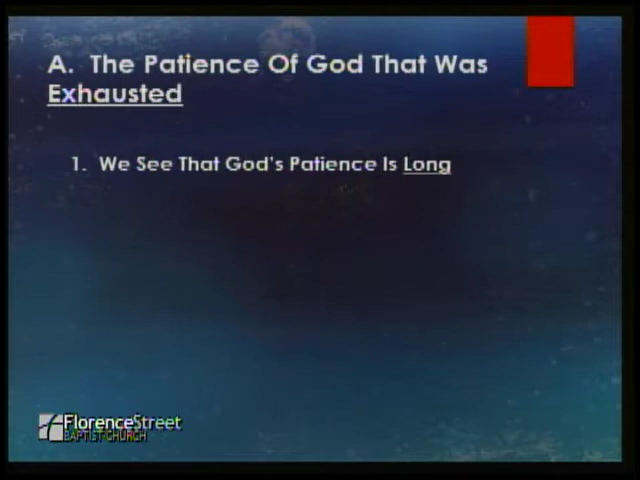 A. The Patience Of God That Was
Exhausted
1. We See That God's Patience Is Long
FlorenceStreet
BAPTIST CHURCH